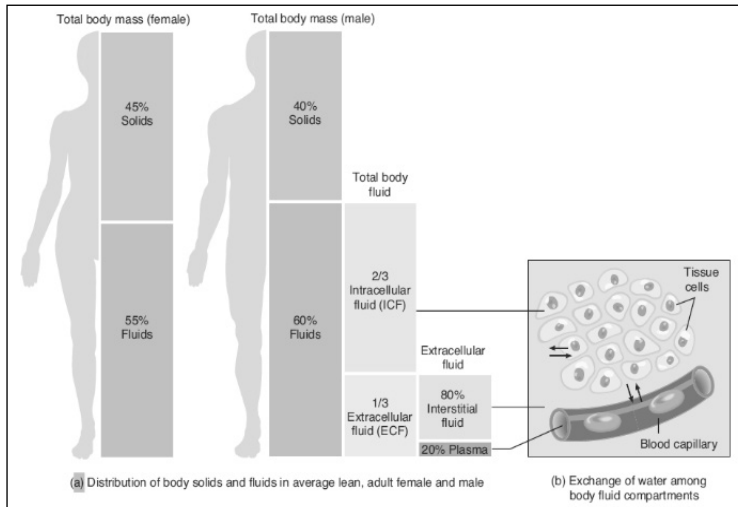 Total body mass (female)
Total body mass (male)
45%
Solids
40%
Solids
Total body
fluid
2/3
Intracellular
fluid (ICF)
55%
Fluids
60%
Fluids
Tissue
cells
Extracellular
fluid
1/3
Extracellular
fluid (ECF)
80%
Interstitial
fluid
20% Plasma
Blood capillary
(a) Distribution of body solids and fluids in average lean, adult female and male
(b) Exchange of water among
body fluid compartments